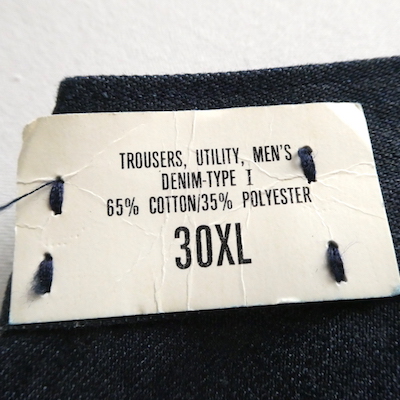 TROUSERS, UTILITY, MEN'S
DENIM-TYPE I
65% COTTON/35% POLYESTER
30XL